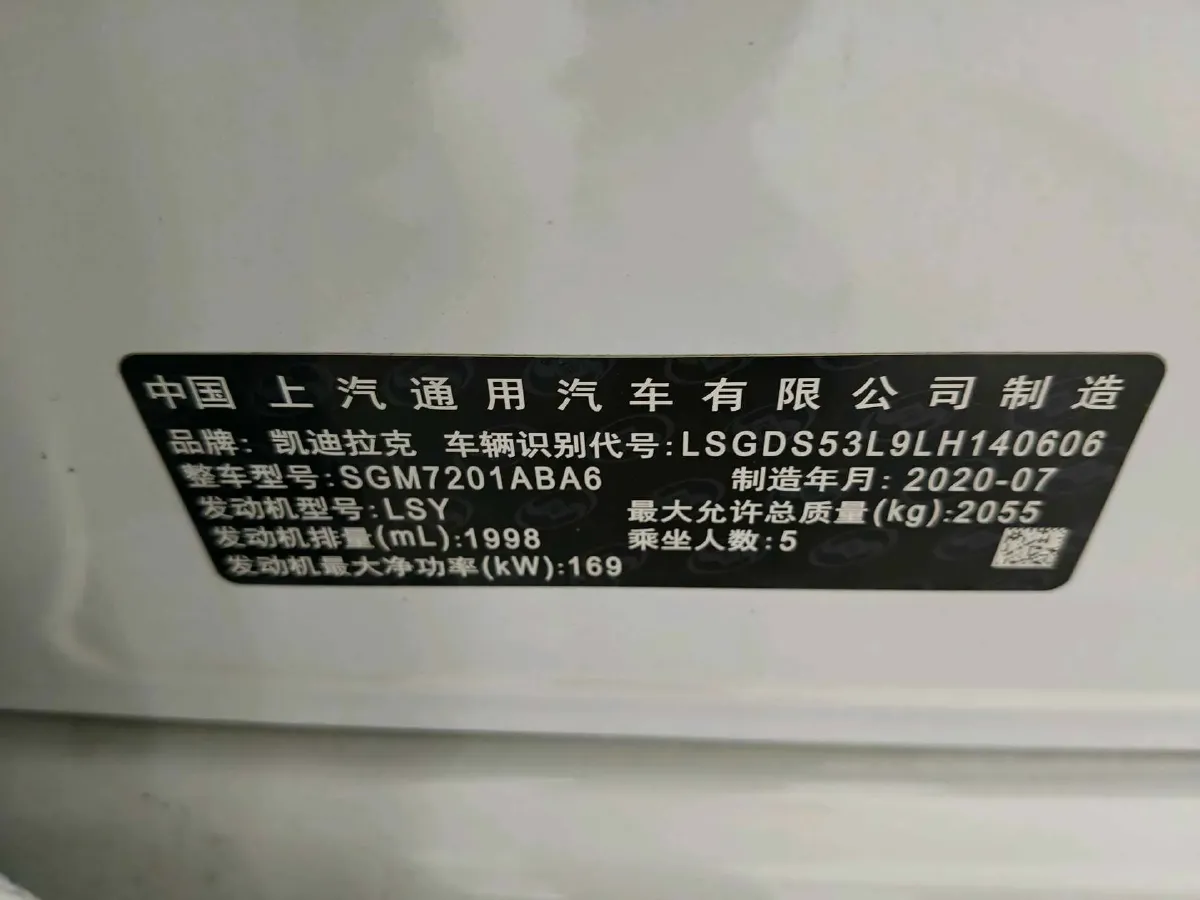 中国 上汽通用汽车有限公司制造
品牌: 凯迪拉克 车辆识别代号:LSGDS53L9LH140606
整车型号:SGM7201ABA6 制造年月: 2020-07
发动机型号:LSY 最大允许总质量(kg):2055
发动机排量(mL):1998 乘坐人数:5
发动机最大净功率(kW):169